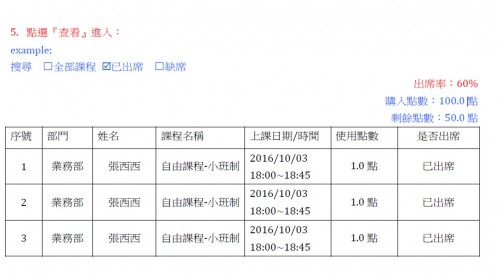 5. 點選『查看』進入：
example:
搜尋 □全部課程 ☑已出席 □缺席
出席率：60%
購入點數：100.0 點
剩餘點數：50.0 點
序號 部門 姓名 課程名稱 上課日期/時間 使用點數 是否出席
1 業務部 張西西 自由課程-小班制 2016/10/03 1.0 點 已出席
18:00~18:45
2 業務部 張西西 自由課程-小班制 2016/10/03 1.0 點 已出席
18:00~18:45
3 業務部 張西西 自由課程-小班制 2016/10/03 1.0 點 已出席
18:00~18:45